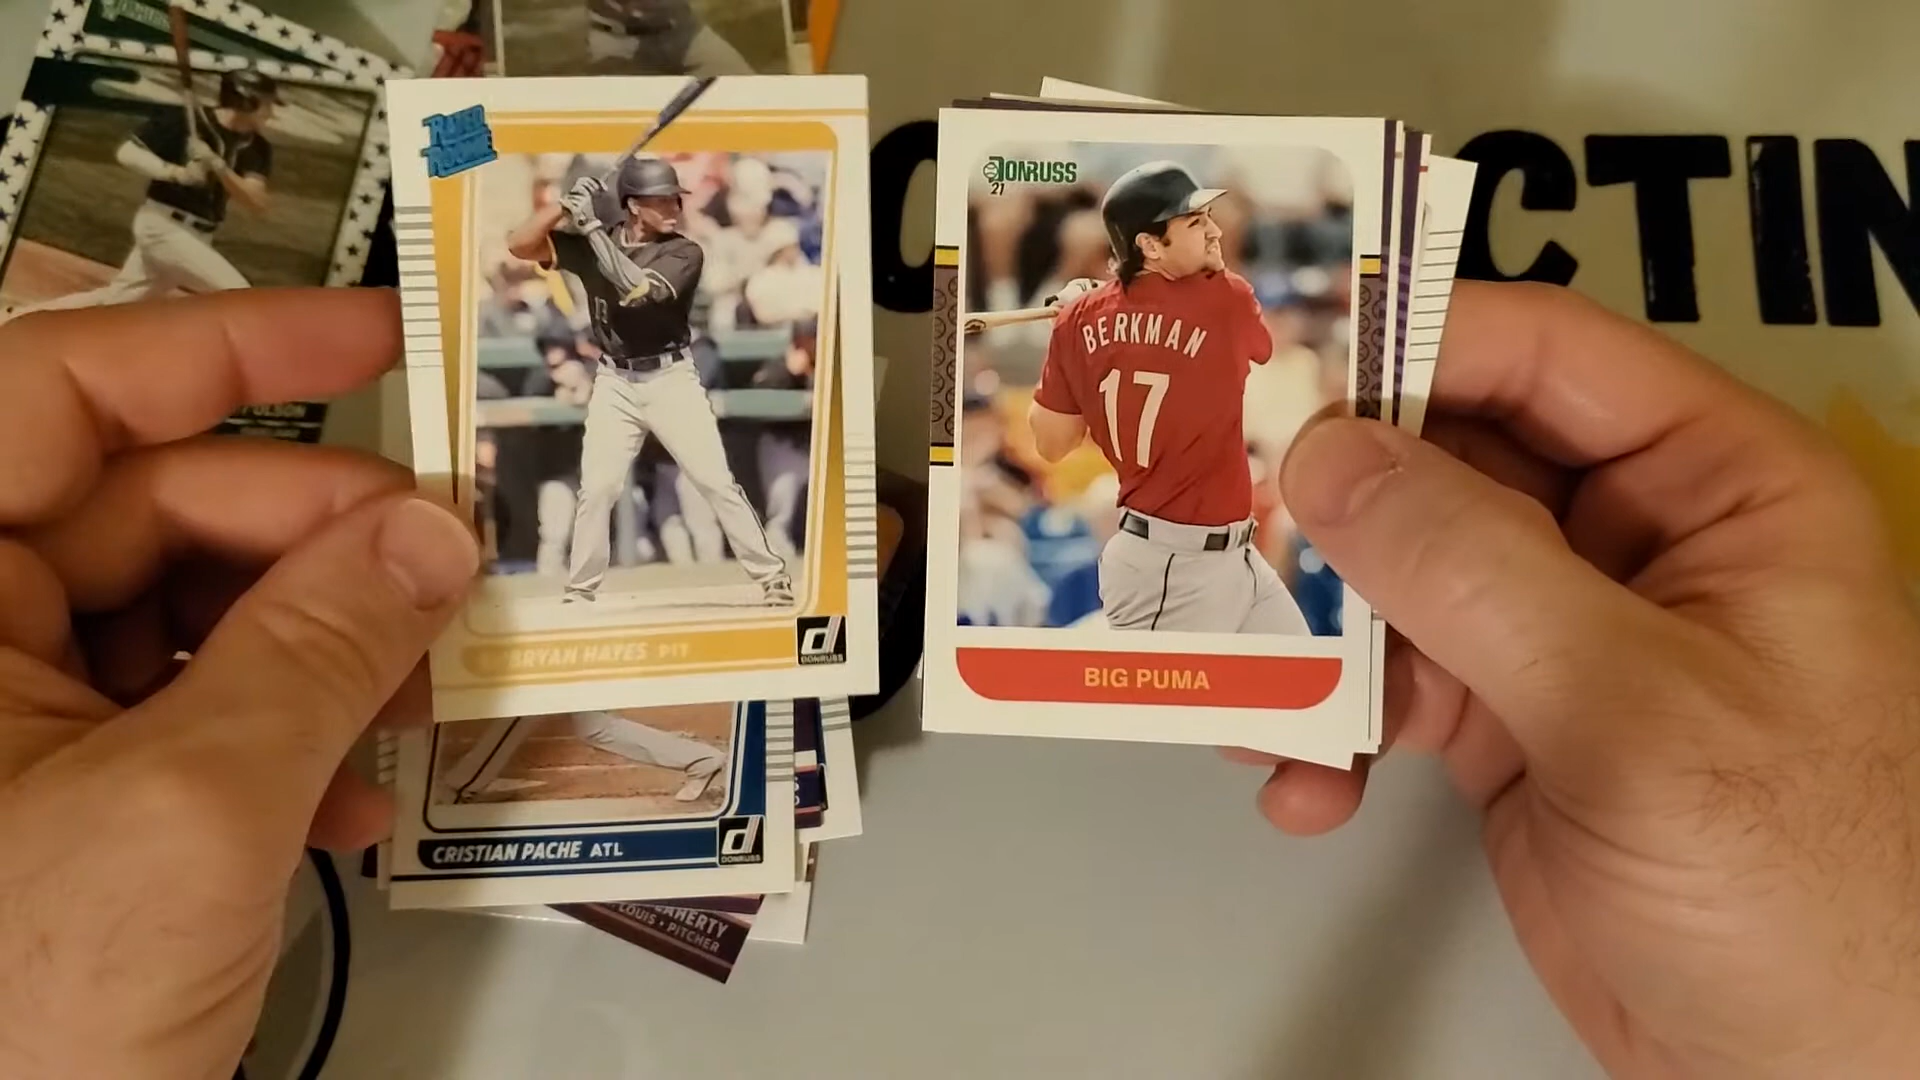 RATED
ROOKIE
BRYAN HAYES PIT
DONRUSS
DONRUSS
21
BERKMAN
17
BIG PUMA
CTIN
OLSON
CRISTIAN PACHE ATL
DONRUSS
LOUIS • PITCHER